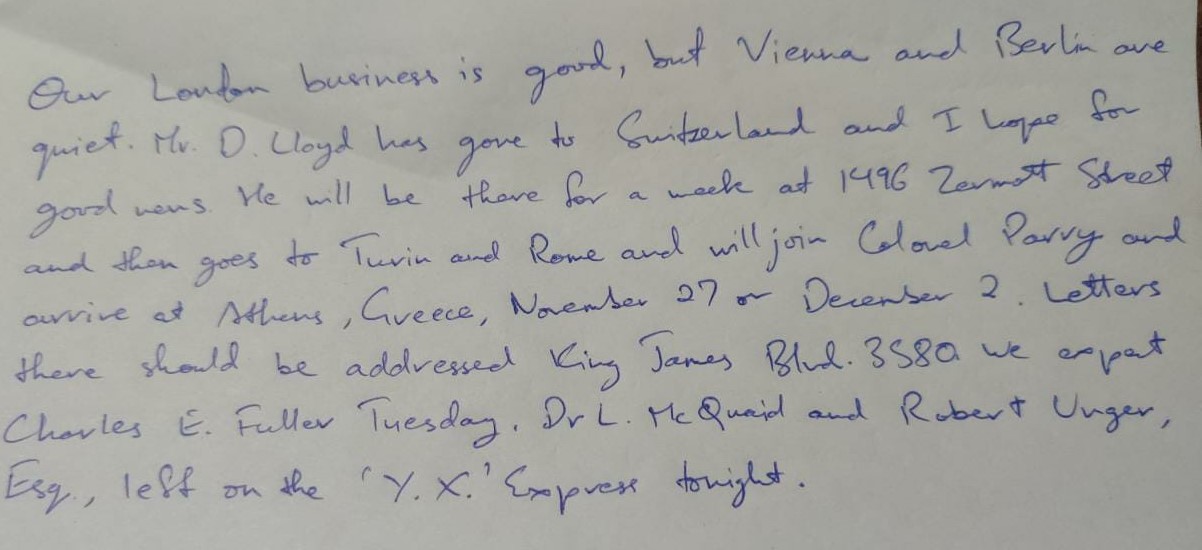 Our London business is good, but Vienna and Berlin are
quiet. Mr. D. Lloyd has gone to Switzerland and I hope for
good news. He will be there for a week at 1496 Zermott Street
and then goes to Turin and Rome and will join Colonel Parry and
arrive at Athens, Greece, November 27 or December 2. Letters
there should be addressed King James Blvd. 3580. We expect
Charles E. Fuller Tuesday. Dr L. McQuaid and Robert Unger,
Esq., left on the 'Y.X.' Express tonight.